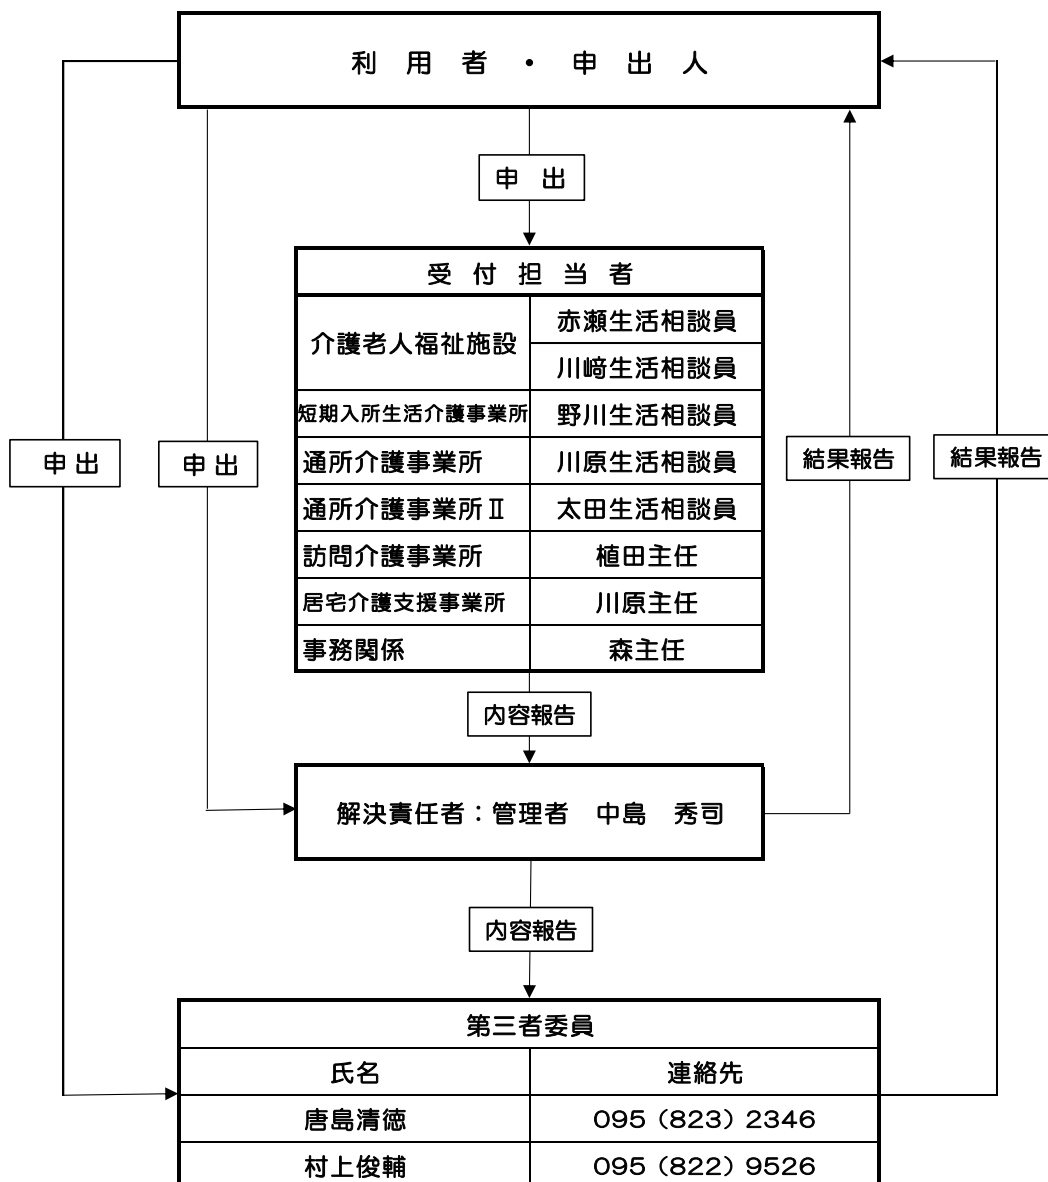 利用者・申出人
申出
受付担当者
介護老人福祉施設
赤瀬生活相談員
川﨑生活相談員
短期入所生活介護事業所 野川生活相談員
通所介護事業所 川原生活相談員
通所介護事業所Ⅱ 太田生活相談員
訪問介護事業所 植田主任
居宅介護支援事業所 川原主任
事務関係 森主任
申出
申出
結果報告
結果報告
内容報告
解決責任者：管理者　中島　秀司
内容報告
第三者委員
氏名 連絡先
唐島清徳 095（823）2346
村上俊輔 095（822）9526